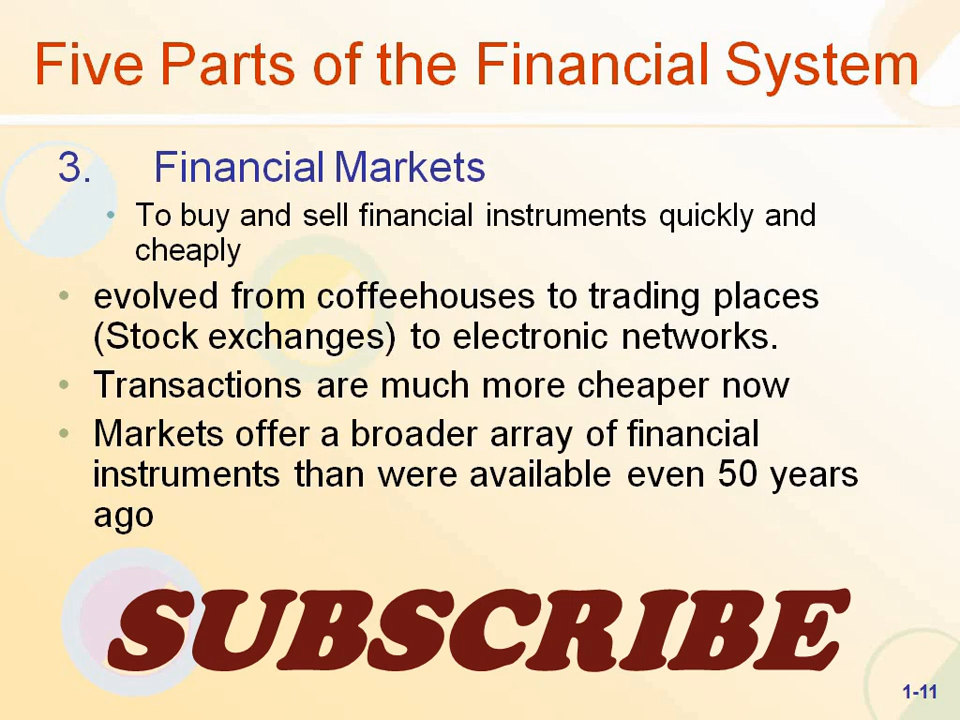 Five Parts of the Financial System
3. Financial Markets
• To buy and sell financial instruments quickly and
cheaply
• evolved from coffeehouses to trading places
(Stock exchanges) to electronic networks.
• Transactions are much more cheaper now
• Markets offer a broader array of financial
instruments than were available even 50 years
ago
SUBSCRIBE
1-11